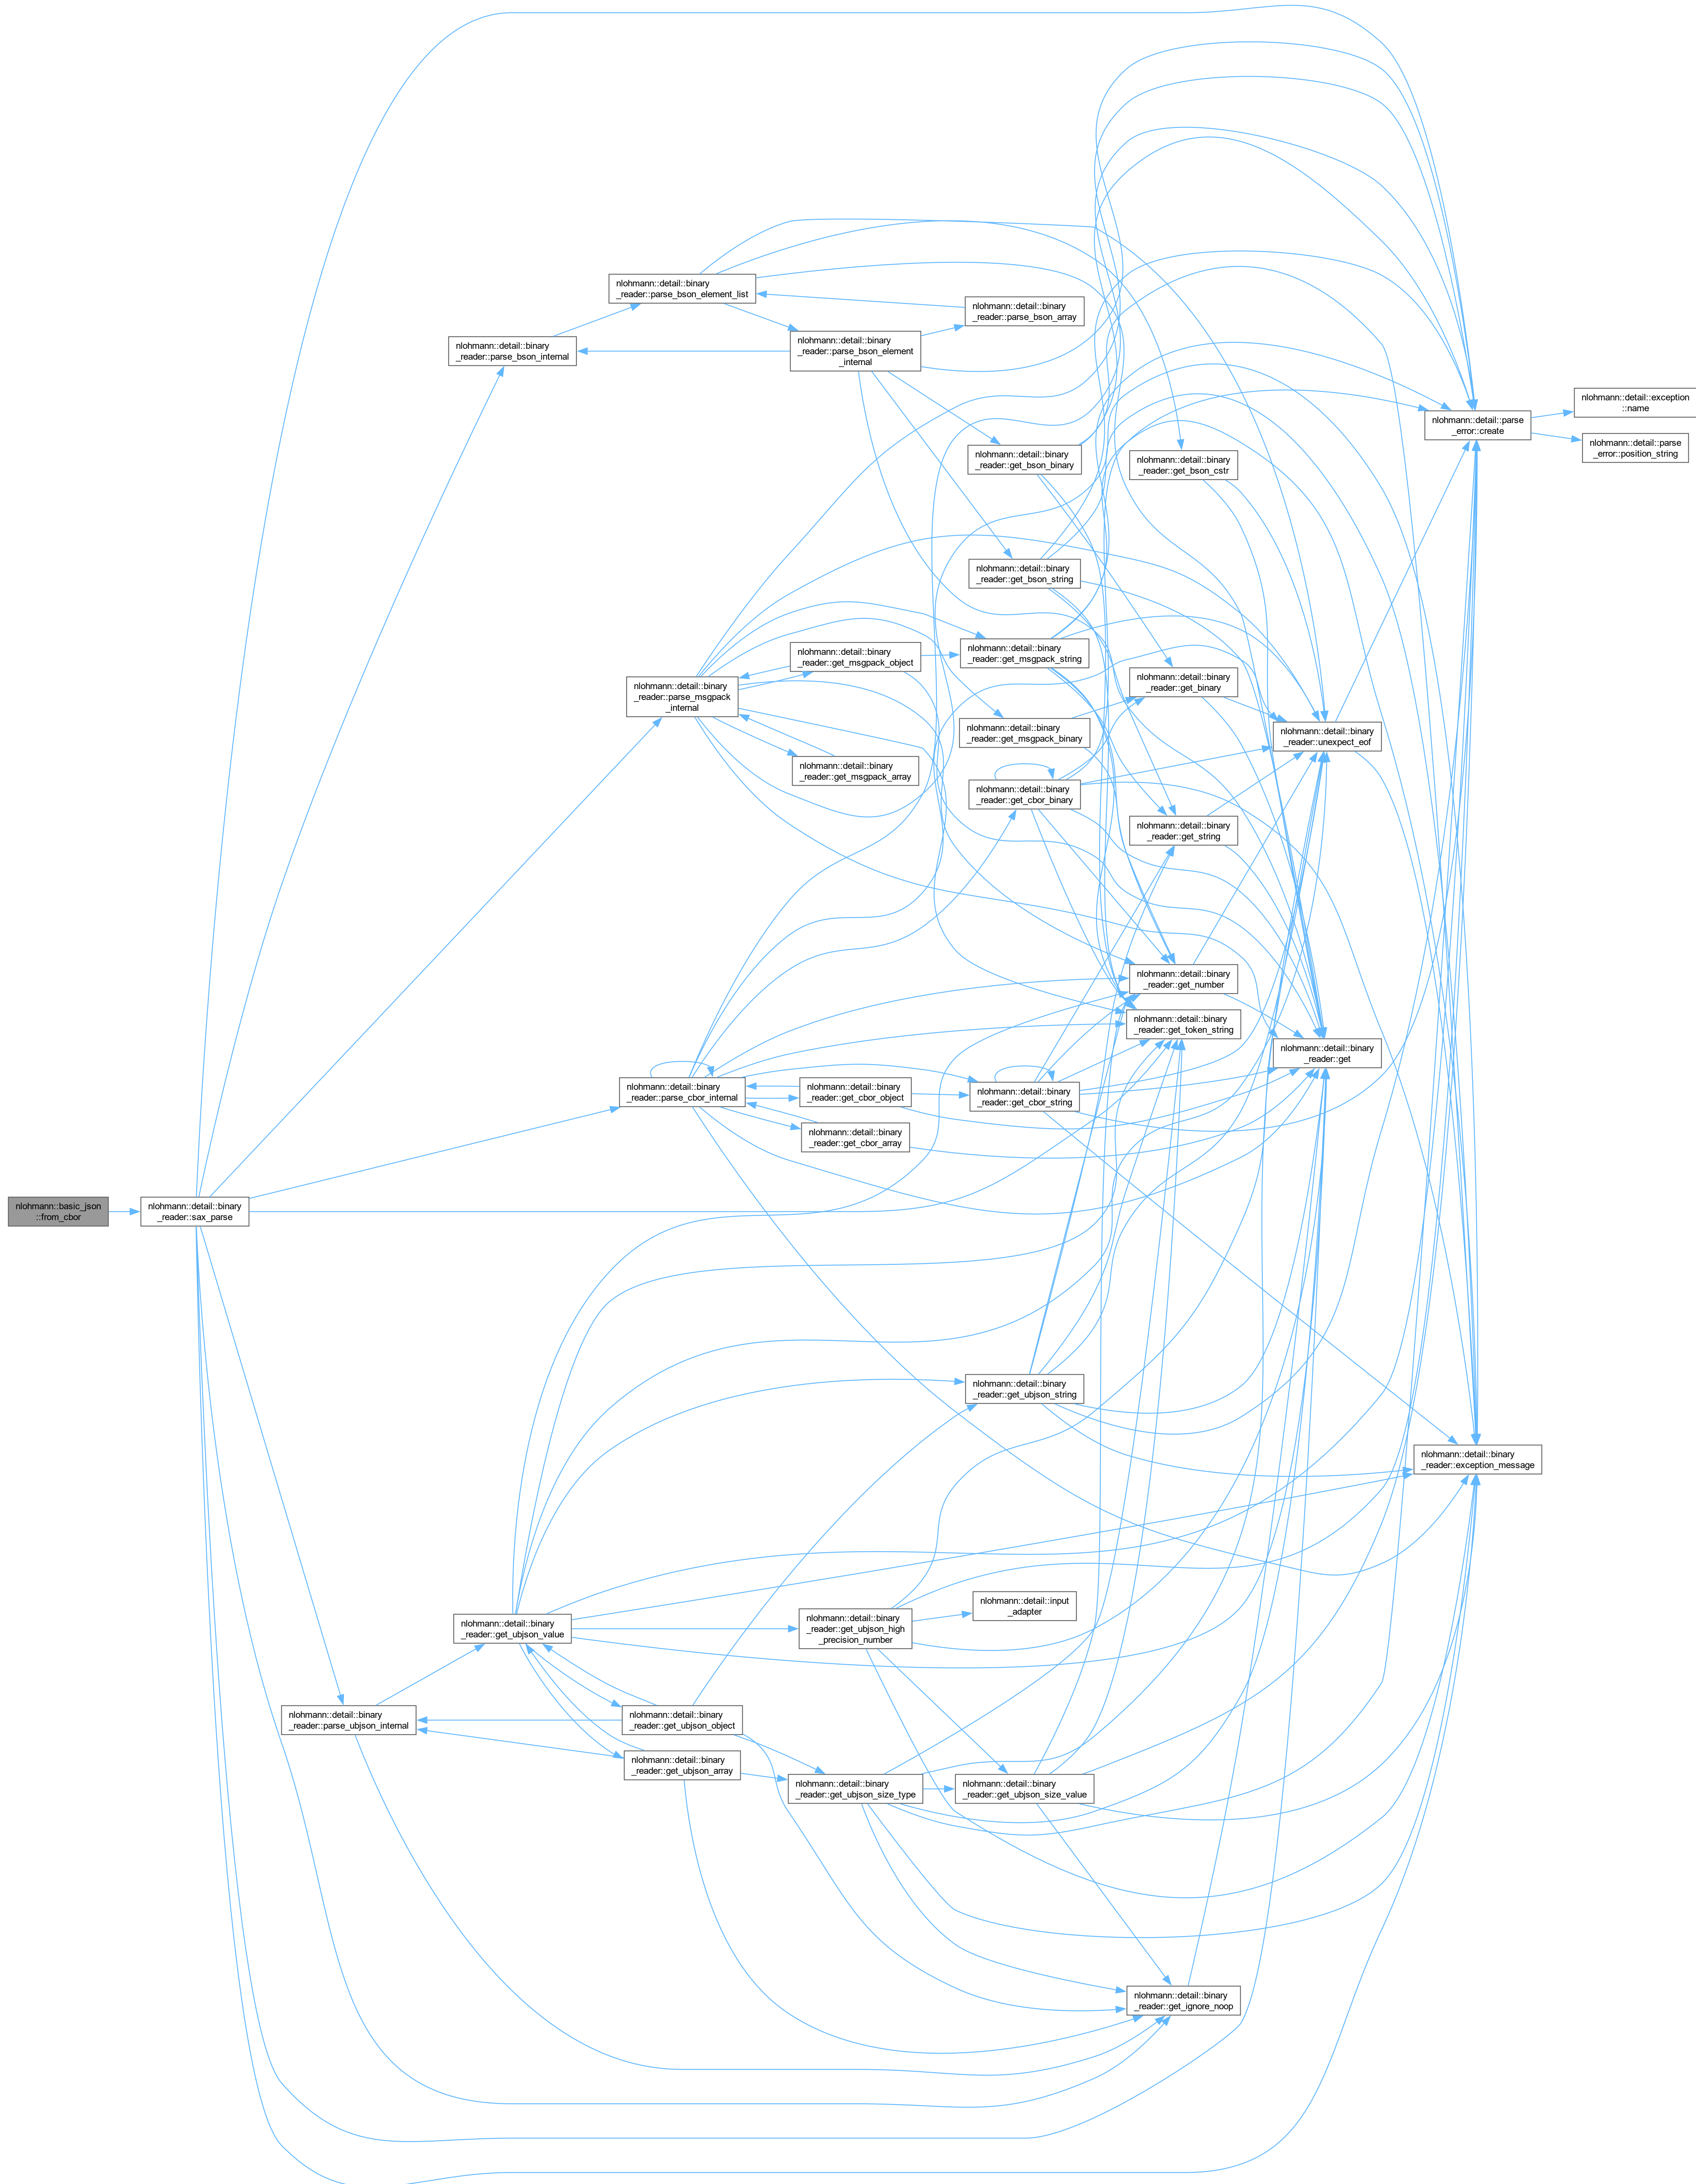 nlohmann::basic_json
::from_cbor
nlohmann::detail::binary
_reader::sax_parse
nlohmann::detail::binary
_reader::parse_bson_internal
nlohmann::detail::binary
_reader::parse_bson_element_list
nlohmann::detail::binary
_reader::parse_bson_element
_internal
nlohmann::detail::binary
_reader::parse_bson_array
nlohmann::detail::binary
_reader::get_bson_binary
nlohmann::detail::binary
_reader::get_bson_cstr
nlohmann::detail::parse
_error::create
nlohmann::detail::exception
::name
nlohmann::detail::parse
_error::position_string
nlohmann::detail::binary
_reader::get_bson_string
nlohmann::detail::binary
_reader::parse_msgpack
_internal
nlohmann::detail::binary
_reader::get_msgpack_object
nlohmann::detail::binary
_reader::get_msgpack_string
nlohmann::detail::binary
_reader::get_binary
nlohmann::detail::binary
_reader::get_msgpack_binary
nlohmann::detail::binary
_reader::unexpect_eof
nlohmann::detail::binary
_reader::get_msgpack_array
nlohmann::detail::binary
_reader::get_cbor_binary
nlohmann::detail::binary
_reader::get_string
nlohmann::detail::binary
_reader::get_number
nlohmann::detail::binary
_reader::get_token_string
nlohmann::detail::binary
_reader::get
nlohmann::detail::binary
_reader::parse_cbor_internal
nlohmann::detail::binary
_reader::get_cbor_object
nlohmann::detail::binary
_reader::get_cbor_string
nlohmann::detail::binary
_reader::get_cbor_array
nlohmann::detail::binary
_reader::get_ubjson_string
nlohmann::detail::binary
_reader::exception_message
nlohmann::detail::binary
_reader::get_ubjson_value
nlohmann::detail::binary
_reader::get_ubjson_high
_precision_number
nlohmann::detail::input
_adapter
nlohmann::detail::binary
_reader::parse_ubjson_internal
nlohmann::detail::binary
_reader::get_ubjson_object
nlohmann::detail::binary
_reader::get_ubjson_array
nlohmann::detail::binary
_reader::get_ubjson_size_type
nlohmann::detail::binary
_reader::get_ubjson_size_value
nlohmann::detail::binary
_reader::get_ignore_noop